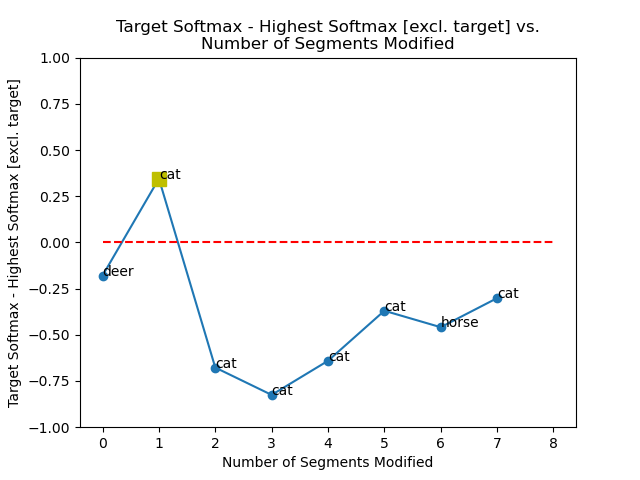 Target Softmax - Highest Softmax [excl. target] vs.
Number of Segments Modified
Target Softmax - Highest Softmax [excl. target]
1.00
0.75
0.50
0.25
0.00
−0.25
−0.50
−0.75
−1.00
deer
cat
cat
cat
cat
cat
horse
cat
0 1 2 3 4 5 6 7 8
Number of Segments Modified